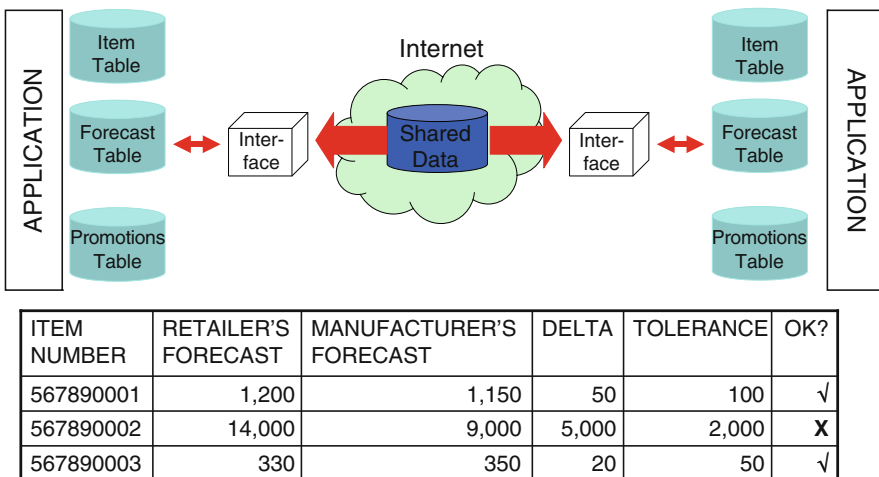 APPLICATION
Item
Table
Forecast
Table
Promotions
Table
Inter-
face
Internet
Shared
Data
Inter-
face
Item
Table
Forecast
Table
Promotions
Table
APPLICATION
ITEM NUMBER RETAILER'S FORECAST MANUFACTURER'S FORECAST DELTA TOLERANCE OK?
567890001 1,200 1,150 50 100 √
567890002 14,000 9,000 5,000 2,000 X
567890003 330 350 20 50 √